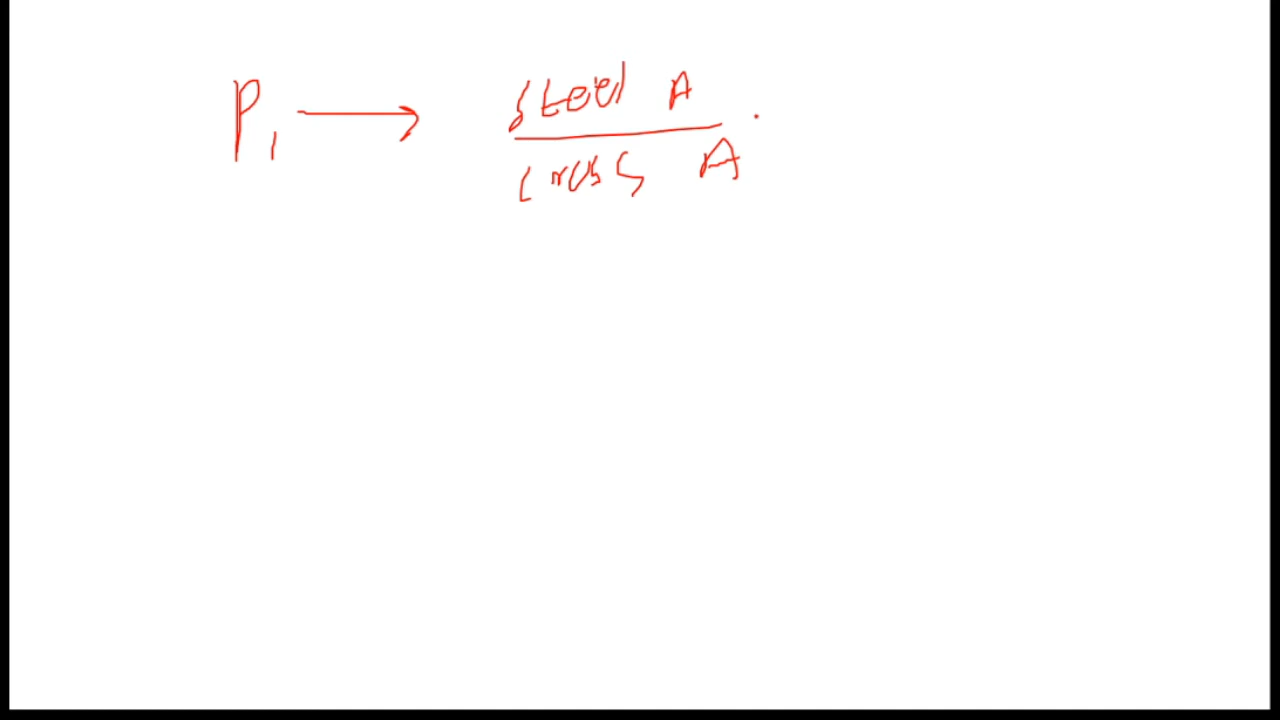 P₁ → steel A
cross A